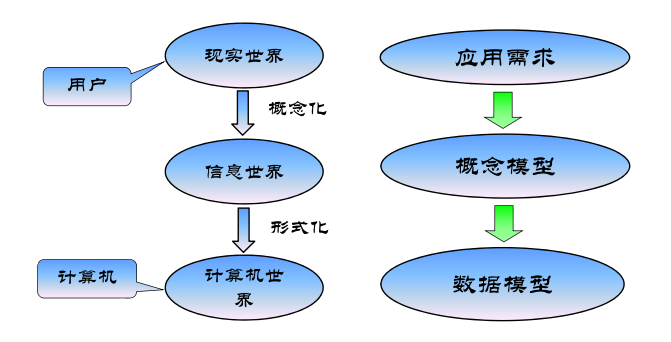 现实世界
用户
概念化
信息世界
形式化
计算机
计算机世
界
应用需求
概念模型
数据模型